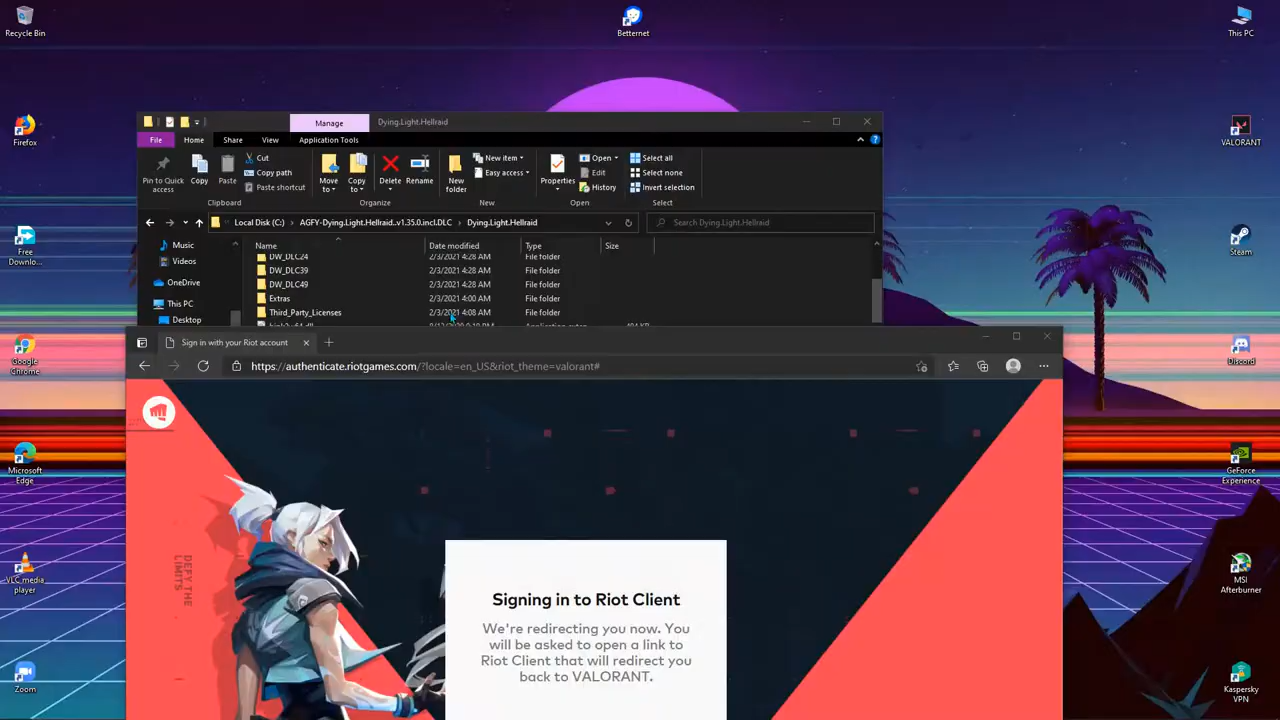 Recycle Bin
Betternet
This PC
Manage
Dying.Light.Hellraid
File
Home
Share
View
Application Tools
Firefox
VALORANT
Pin to Quick
access
Copy
Paste
Cut
Copy path
Paste shortcut
Clipboard
Move
to
Copy
to
Delete
Rename
Organize
New
folder
New item
Easy access
New
Properties
Open
Edit
History
Open
Select all
Select none
Invert selection
Select
Local Disk (C:) > AGFY-Dying.Light.Hellraid..v1.35.0.incl.DLC > Dying.Light.Hellraid
Search Dying.Light.Hellraid
Music
Videos
OneDrive
This PC
Desktop
Name Date modified Type Size
DW_DLC24 2/3/2021 4:28 AM File folder
DW_DLC39 2/3/2021 4:28 AM File folder
DW_DLC49 2/3/2021 4:28 AM File folder
Extras 2/3/2021 4:00 AM File folder
Third_Party_Licenses 2/3/2021 4:08 AM File folder
Free
Downlo...
Steam
Google
Chrome
Discord
Sign in with your Riot account
https://authenticate.riotgames.com/?locale=en_US&riot_theme=valorant#
Microsoft
Edge
GeForce
Experience
DEFY THE
LIMITS
VLC media
player
MSI
Afterburner
Signing in to Riot Client
We're redirecting you now. You
will be asked to open a link to
Riot Client that will redirect you
back to VALORANT.
Zoom
Kaspersky
VPN